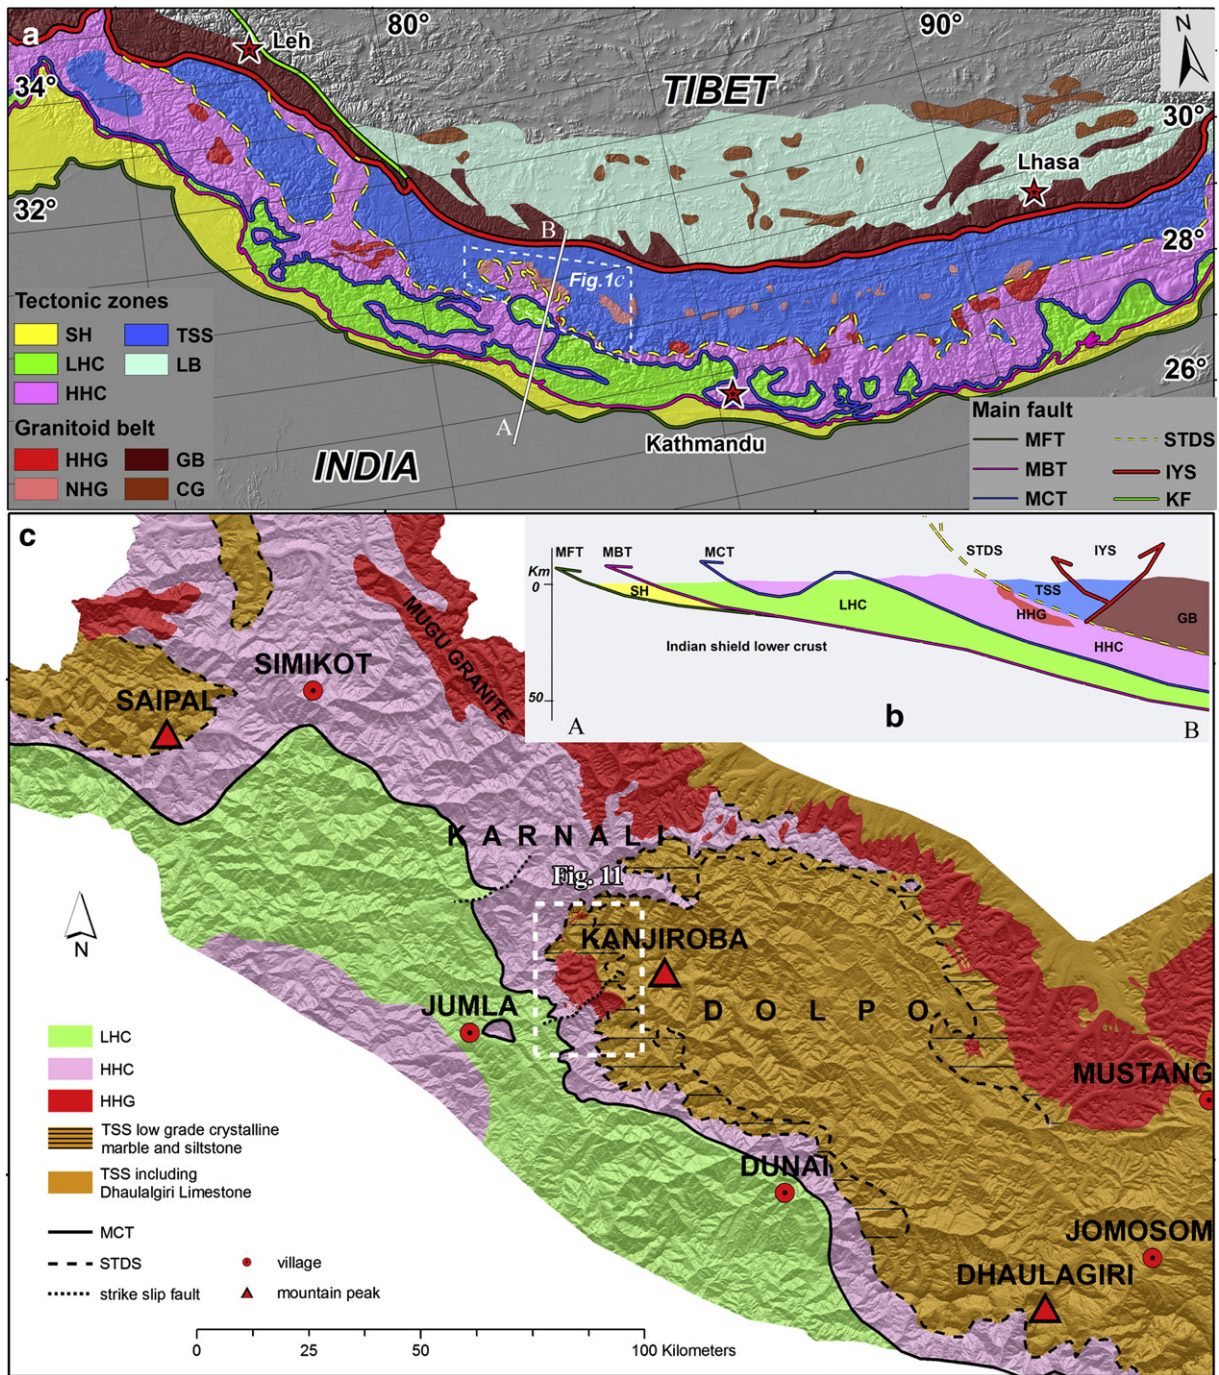 a
80°
90°
N
Leh
34°
TIBET
30°
Lhasa
32°
28°
B
Fig.1c
Tectonic zones
SH
TSS
LHC
LB
HHC
26°
Granitoid belt
HHG
GB
NHG
CG
A
Kathmandu
INDIA
Main fault
MFT
STDS
MBT
IYS
MCT
KF
c
MFT
MBT
MCT
STDS
IYS
Km
0
SH
LHC
TSS
HHG
HHC
GB
Indian shield lower crust
50
A
b
B
SIMIKOT
MUGU GRANITE
SAIPAL
KARNALI
Fig. 11
N
KANJIROBA
JUMLA
DOLPO
MUSTANG
LHC
HHC
HHG
TSS low grade crystalline
marble and siltstone
TSS including
Dhaulalgiri Limestone
DUNAI
MCT
STDS
village
strike slip fault
mountain peak
JOMOSOM
DHAULAGIRI
0
25
50
100 Kilometers